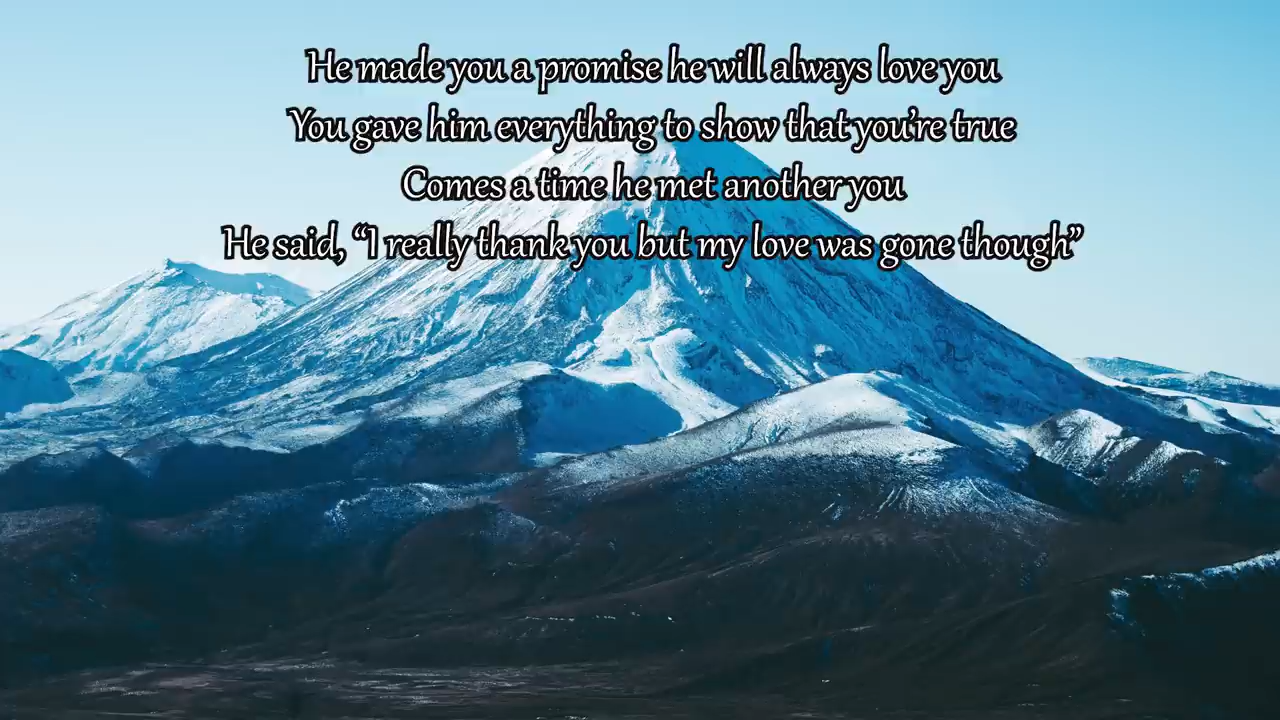 He made you a promise he will always love you
You gave him everything to show that you’re true
Comes a time he met another you
He said, “I really thank you but my love was gone though”